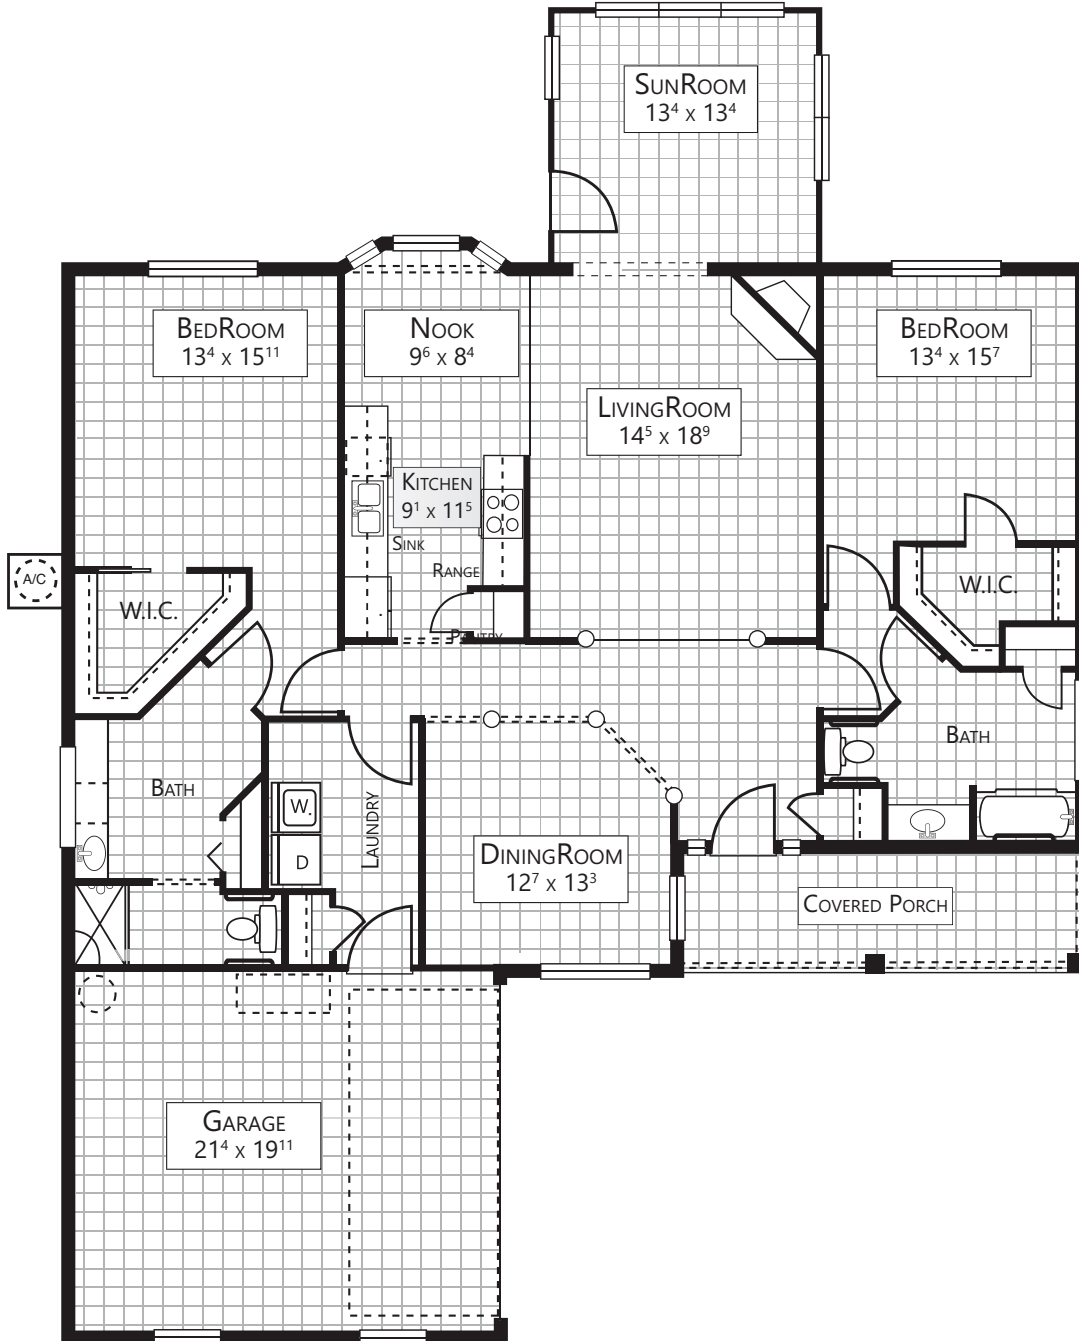 SunRoom
13⁴ x 13⁴
BedRoom
13⁴ x 15¹¹
Nook
9⁶ x 8⁴
BedRoom
13⁴ x 15⁷
LivingRoom
14⁵ x 18⁹
Kitchen
9¹ x 11⁵
Sink
Range
Pantry
A/C
W.I.C.
W.I.C.
Bath
Bath
W.
D
Laundry
DiningRoom
12⁷ x 13³
Covered Porch
Garage
21⁴ x 19¹¹